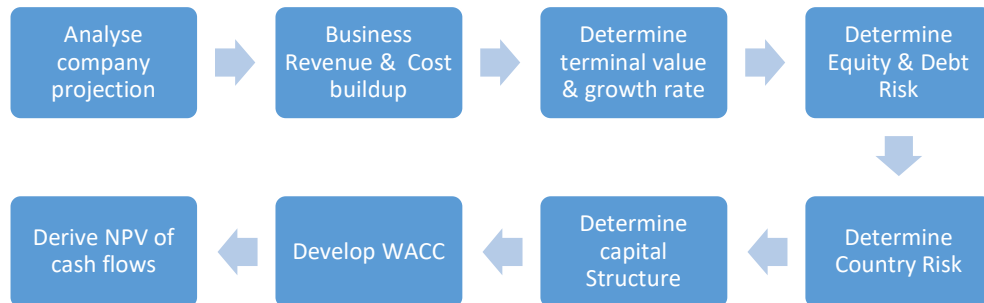 Analyse
company
projection
Business
Revenue & Cost
buildup
Determine
terminal value
& growth rate
Determine
Equity & Debt
Risk
Determine
Country Risk
Determine
capital
Structure
Develop WACC
Derive NPV of
cash flows